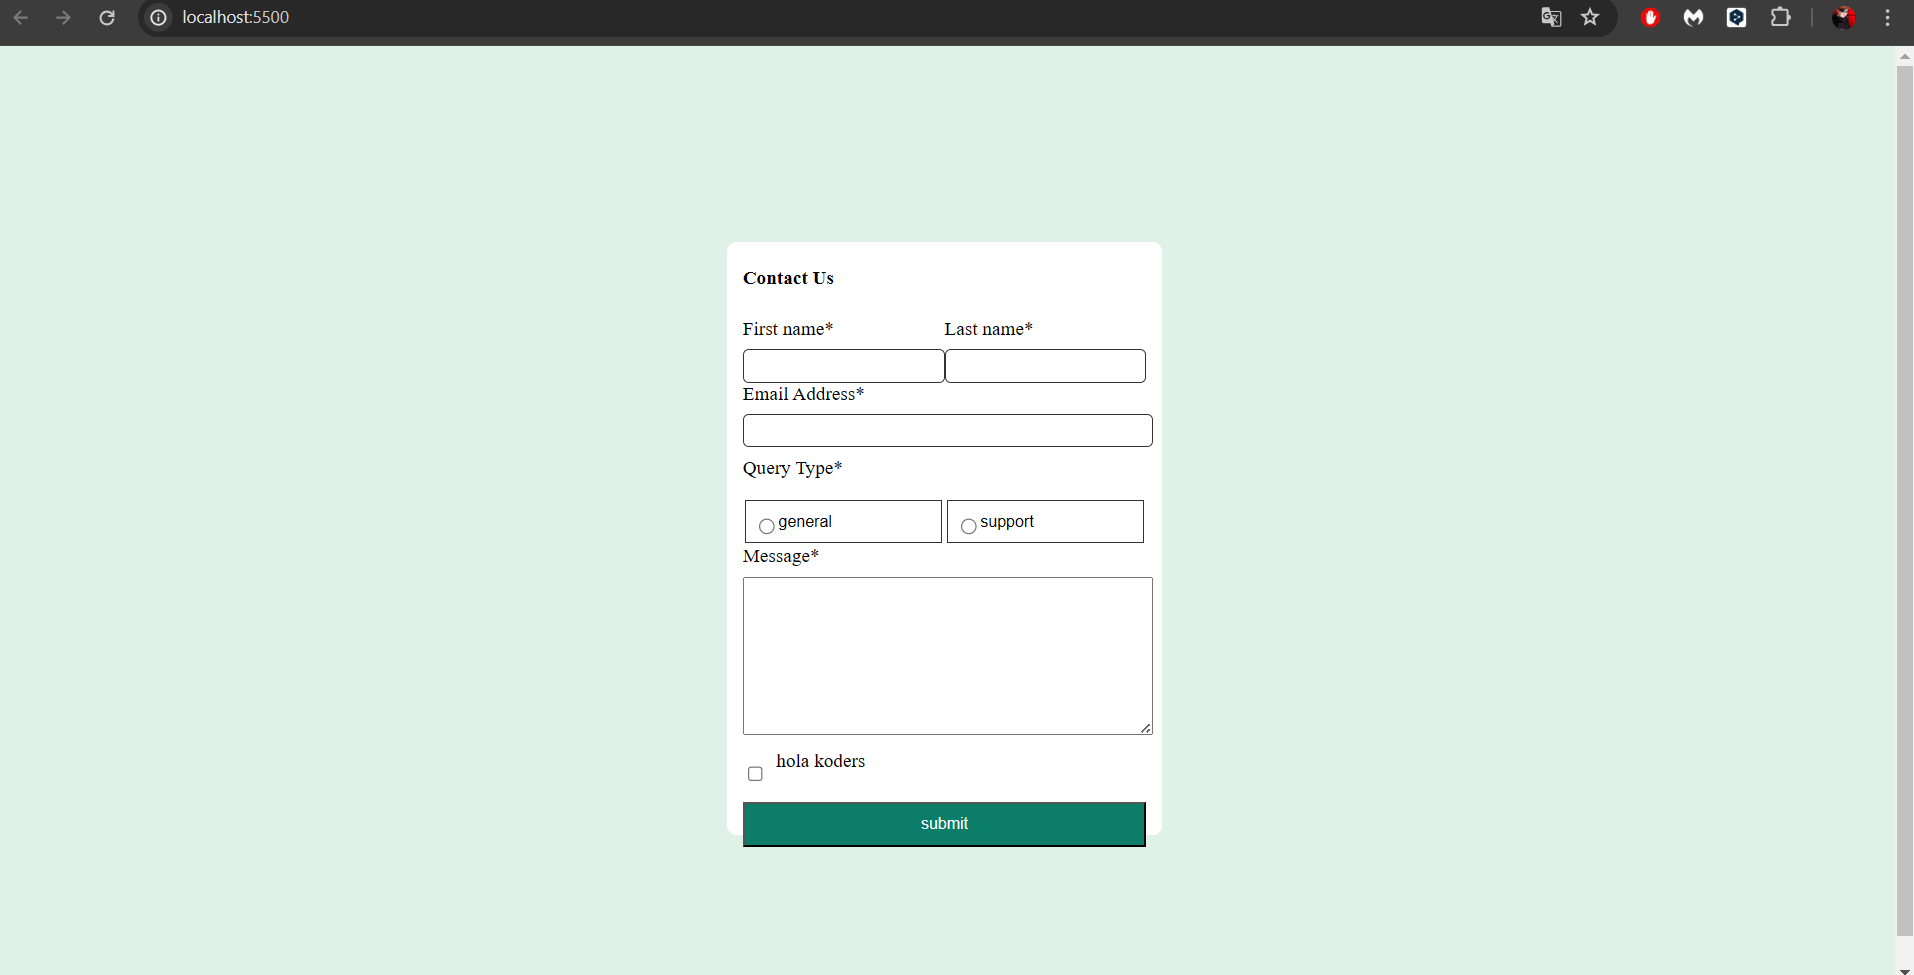 localhost:5500
Contact Us
First name* Last name*
Email Address*
Query Type*
general support
Message*
hola koders
submit